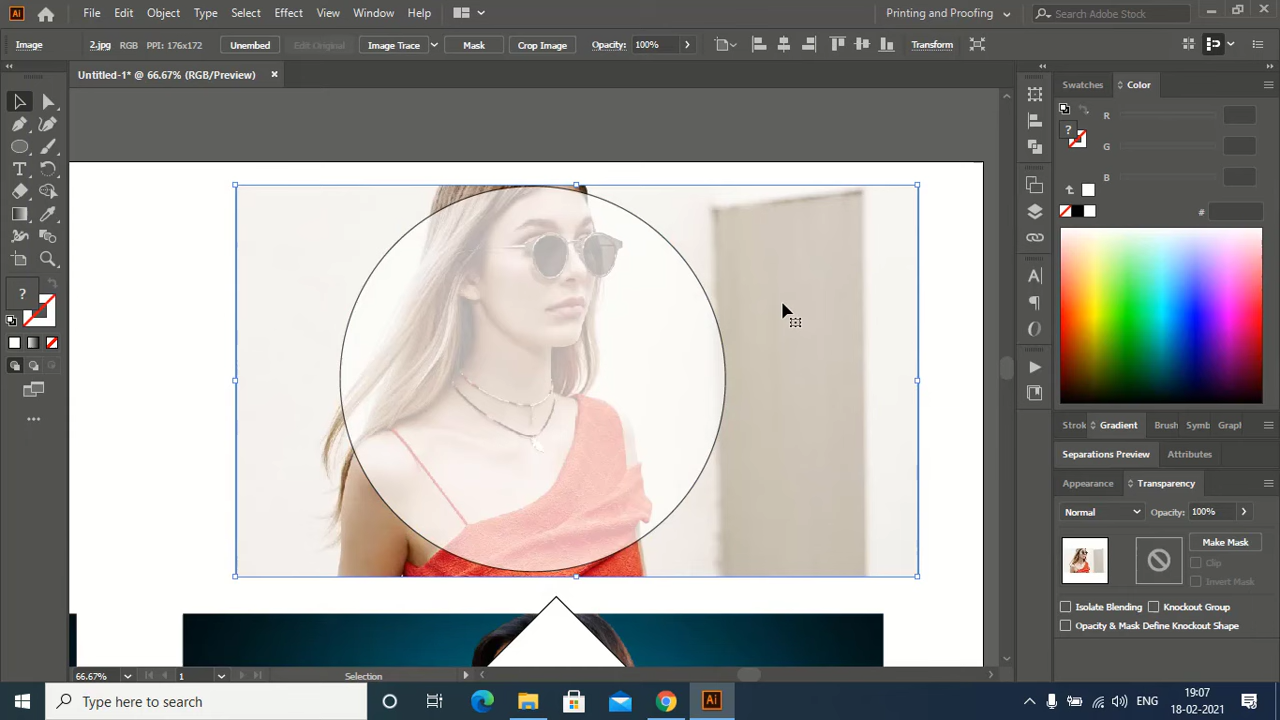 Ai
File Edit Object Type Select Effect View Window Help
Printing and Proofing
Search Adobe Stock
Image
2.jpg RGB PPI: 176x172
Unembed
Edit Original
Image Trace
Mask
Crop Image
Opacity: 100%
Transform
Untitled-1* @ 66.67% (RGB/Preview)
Swatches
Color
R
G
B
#
T
?
?
Strok
Gradient
Brush
Symb
Graph
Separations Preview
Attributes
Appearance
Transparency
Normal
Opacity: 100%
Make Mask
Clip
Invert Mask
Isolate Blending
Knockout Group
Opacity & Mask Define Knockout Shape
66.67%
1
Selection
Type here to search
Ai
ENG
19:07
18-02-2021